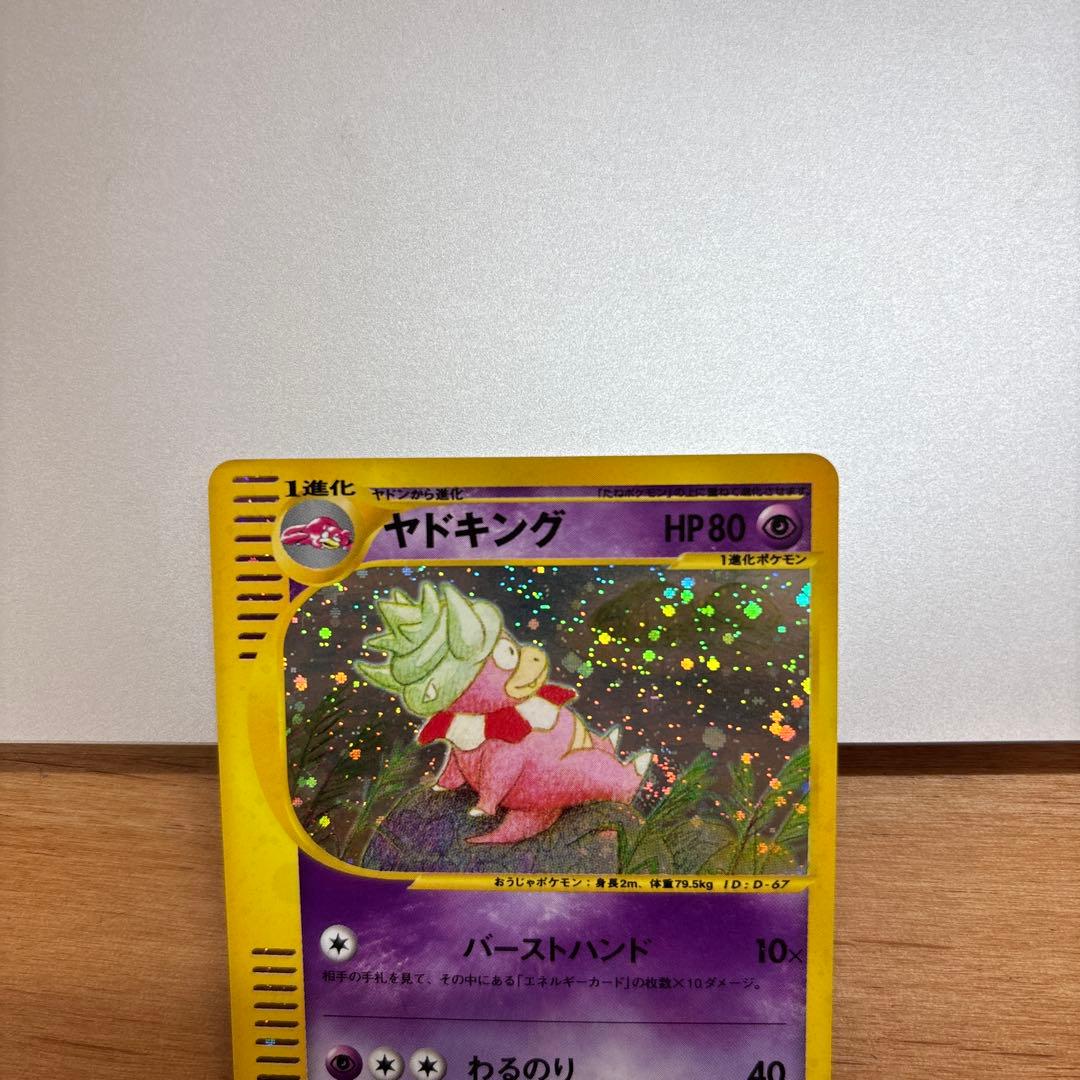 1進化 ヤドンから進化 「たねポケモン」の上に重ねて進化させます。
ヤドキング HP80
1進化ポケモン
おうじゃポケモン：身長2m、体重79.5kg ID：D-67
バーストハンド 10×
相手の手札を見て、その中にある「エネルギーカード」の枚数×10ダメージ。
わるのり 40